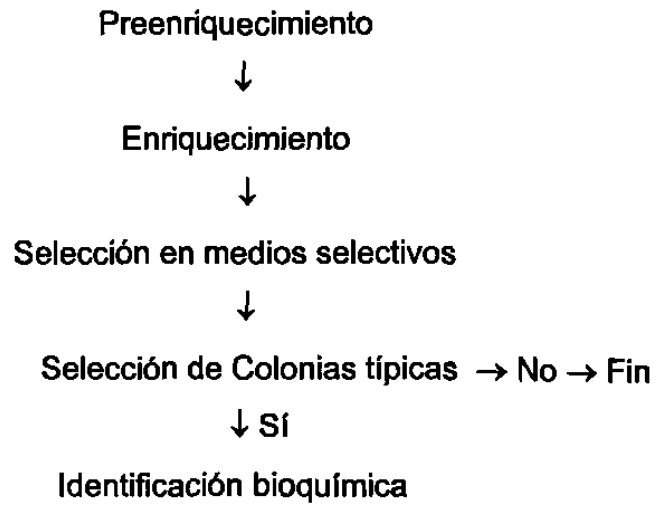 Preenriquecimiento
↓
Enriquecimiento
↓
Selección en medios selectivos
↓
Selección de Colonias típicas → No → Fin
↓ Sí
Identificación bioquímica